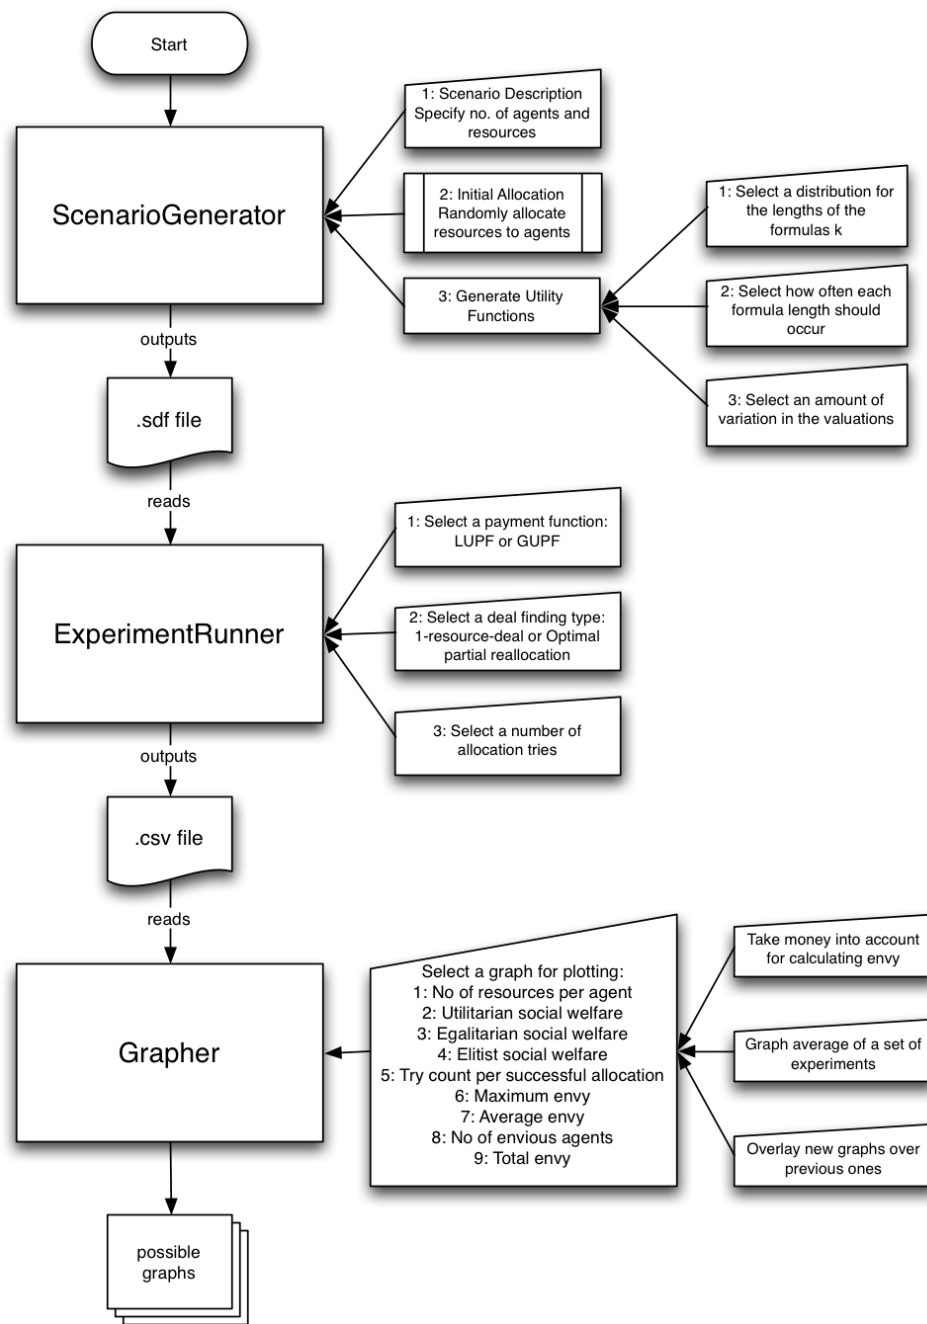 Start
1: Scenario Description
Specify no. of agents and
resources
ScenarioGenerator
2: Initial Allocation
Randomly allocate
resources to agents
1: Select a distribution for
the lengths of the
formulas k
3: Generate Utility
Functions
2: Select how often each
formula length should
occur
3: Select an amount of
variation in the valuations
outputs
.sdf file
reads
1: Select a payment function:
LUPF or GUPF
ExperimentRunner
2: Select a deal finding type:
1-resource-deal or Optimal
partial reallocation
3: Select a number of
allocation tries
outputs
.csv file
reads
Grapher
Select a graph for plotting:
1: No of resources per agent
2: Utilitarian social welfare
3: Egalitarian social welfare
4: Elitist social welfare
5: Try count per successful allocation
6: Maximum envy
7: Average envy
8: No of envious agents
9: Total envy
Take money into account
for calculating envy
Graph average of a set of
experiments
Overlay new graphs over
previous ones
possible
graphs